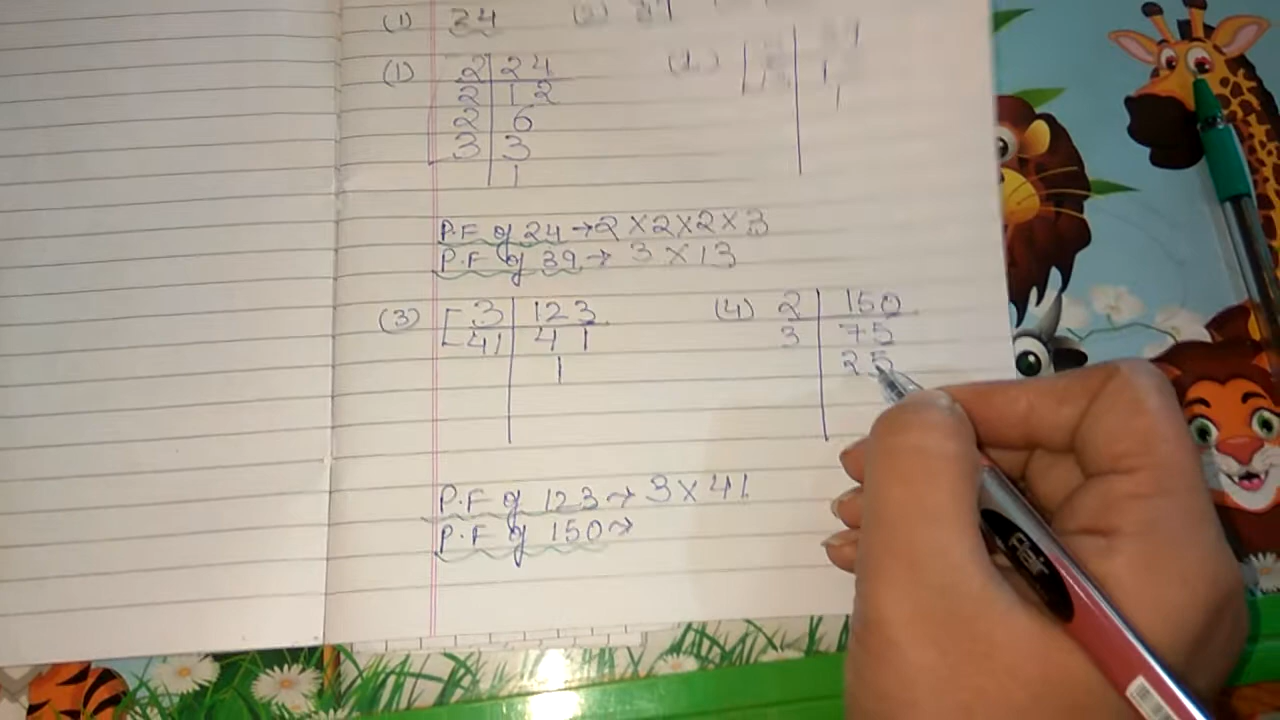 (1) 34
(1) 2 24
2 12
2 6
3 3
1
P.F of 24 → 2×2×2×3
P.F of 39 → 3×13
(3) 3 123
41 41
1
(4) 2 150
3 75
25
P.F of 123 → 3×41
P.F of 150 →
Flair